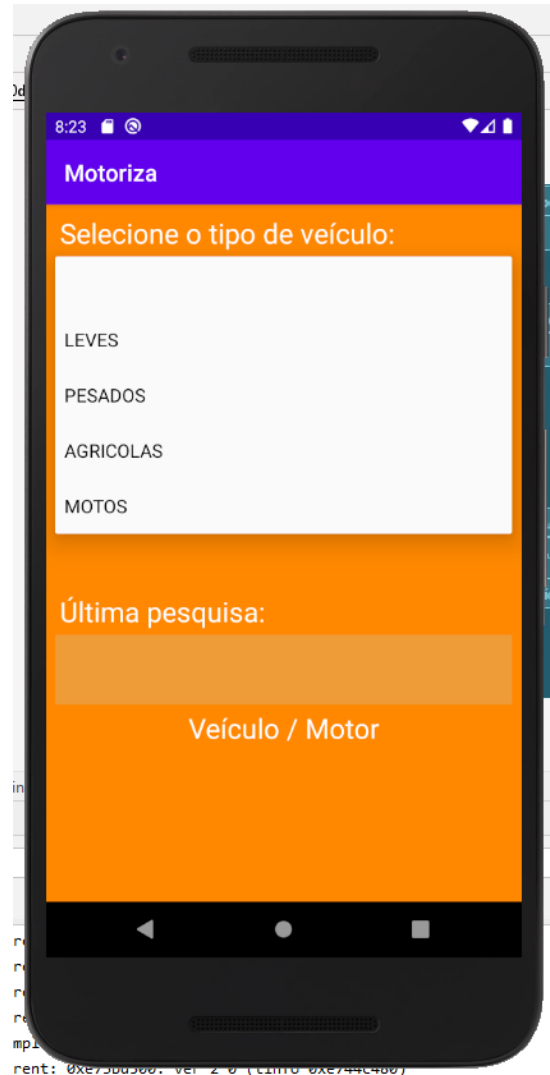 8:23
Motoriza
Selecione o tipo de veículo:
LEVES
PESADOS
AGRICOLAS
MOTOS
Última pesquisa:
Veículo / Motor